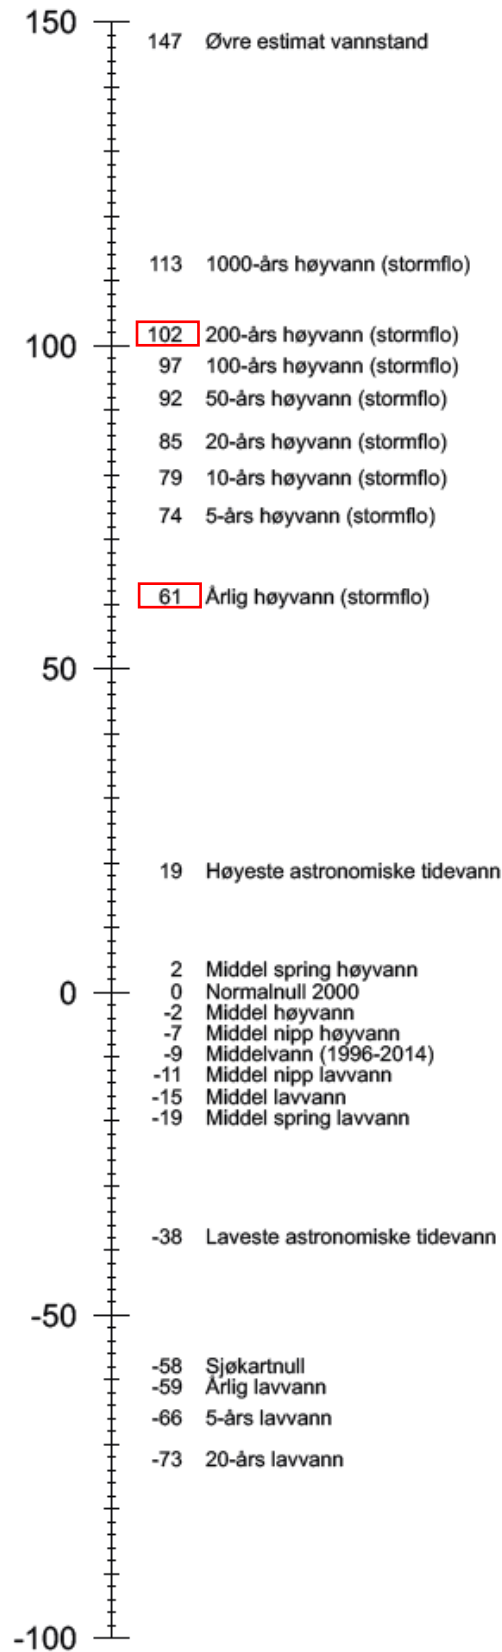 150
147 Øvre estimat vannstand
113 1000-års høyvann (stormflo)
102 200-års høyvann (stormflo)
100
97 100-års høyvann (stormflo)
92 50-års høyvann (stormflo)
85 20-års høyvann (stormflo)
79 10-års høyvann (stormflo)
74 5-års høyvann (stormflo)
61 Årlig høyvann (stormflo)
50
19 Høyeste astronomiske tidevann
2 Middel spring høyvann
0 0 Normalnull 2000
-2 Middel høyvann
-7 Middel nipp høyvann
-9 Middelvann (1996-2014)
-11 Middel nipp lavvann
-15 Middel lavvann
-19 Middel spring lavvann
-38 Laveste astronomiske tidevann
-50
-58 Sjøkartnull
-59 Årlig lavvann
-66 5-års lavvann
-73 20-års lavvann
-100